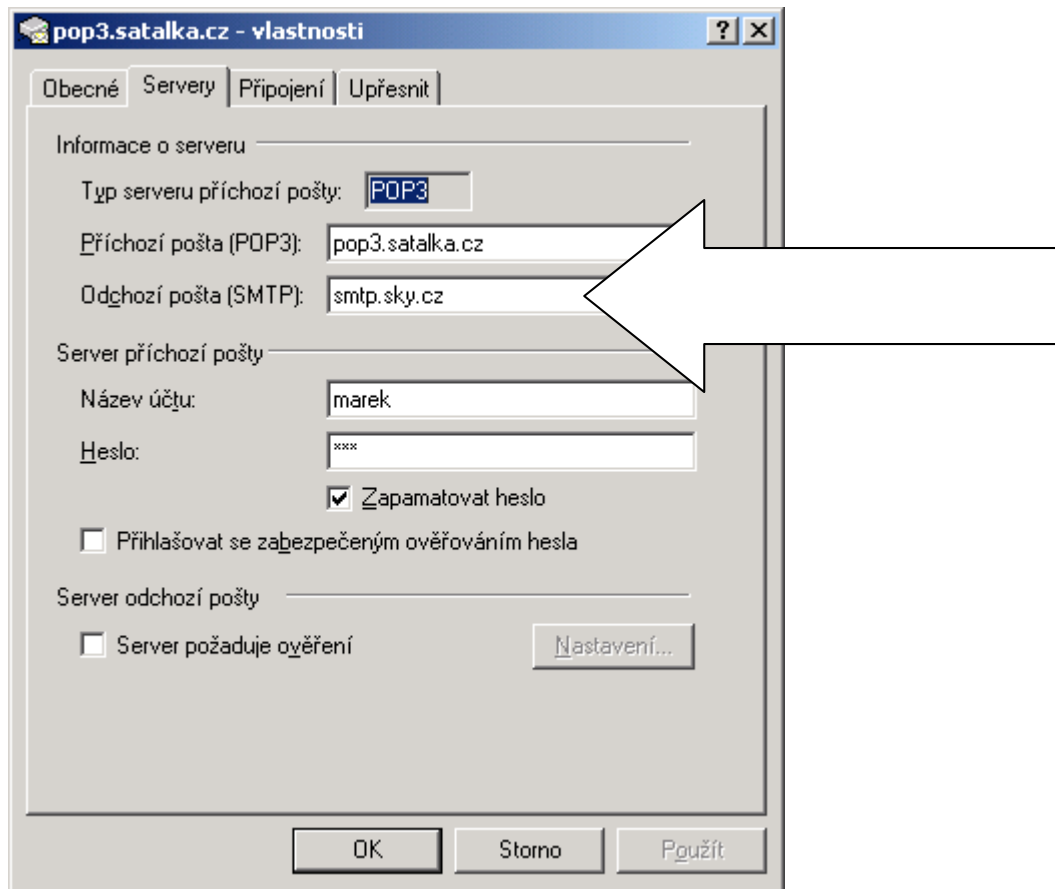 pop3.satalka.cz - vlastnosti
Obecné Servery Připojení Upřesnit
Informace o serveru
Typ serveru příchozí pošty: POP3
Příchozí pošta (POP3): pop3.satalka.cz
Odchozí pošta (SMTP): smtp.sky.cz
Server příchozí pošty
Název účtu: marek
Heslo: ***
Zapamatovat heslo
Přihlašovat se zabezpečeným ověřováním hesla
Server odchozí pošty
Server požaduje ověření Nastavení...
OK Storno Použít